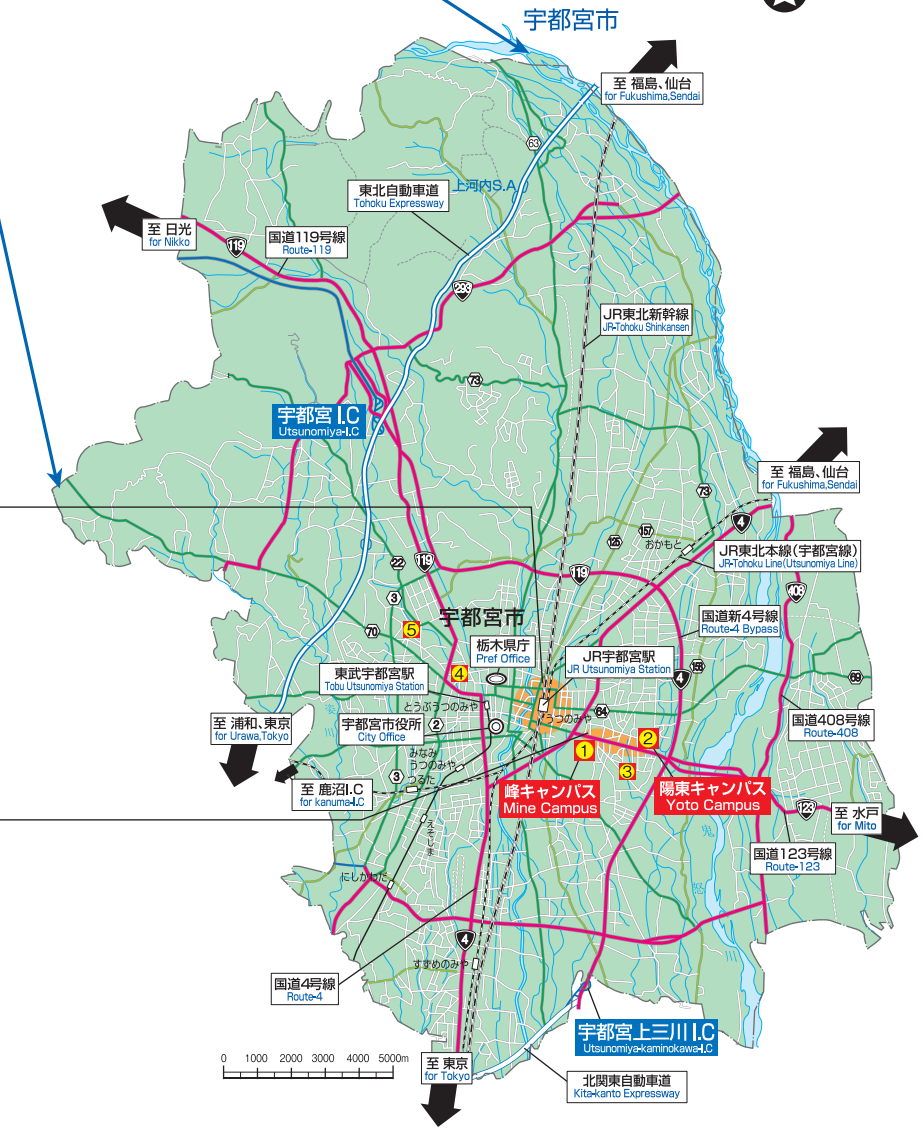 宇都宮市
至 福島、仙台
for Fukushima,Sendai
63
上河内S.A
東北自動車道
Tohoku Expressway
至 日光
for Nikko
119
国道119号線
Route-119
293
JR東北新幹線
JR-Tohoku Shinkansen
73
宇都宮I.C
Utsunomiya-I.C
至 福島、仙台
for Fukushima,Sendai
73
4
157
125
おかもと
JR東北本線(宇都宮線)
JR-Tohoku Line(Utsunomiya Line)
22
119
119
408
3
国道新4号線
Route-4 Bypass
宇都宮市
70
5
栃木県庁
Pref Office
JR宇都宮駅
JR Utsunomiya Station
158
4
東武宇都宮駅
Tobu Utsunomiya Station
4
69
とうぶうつのみや
うつのみや
64
至 浦和、東京
for Urawa,Tokyo
宇都宮市役所
City Office
2
国道408号線
Route-408
姿
川
みなみ
うつのみや
つるた
1
2
3
3
至 鹿沼I.C
for kanuma-I.C
峰キャンパス
Mine Campus
陽東キャンパス
Yoto Campus
123
至 水戸
for Mito
えそじま
鬼
怒
国道123号線
Route-123
にしかわだ
4
すずめのみや
国道4号線
Route-4
宇都宮上三川I.C
Utsunomiya-kaminokawa-I.C
0 1000 2000 3000 4000 5000m
至 東京
for Tokyo
北関東自動車道
Kita-kanto Expressway